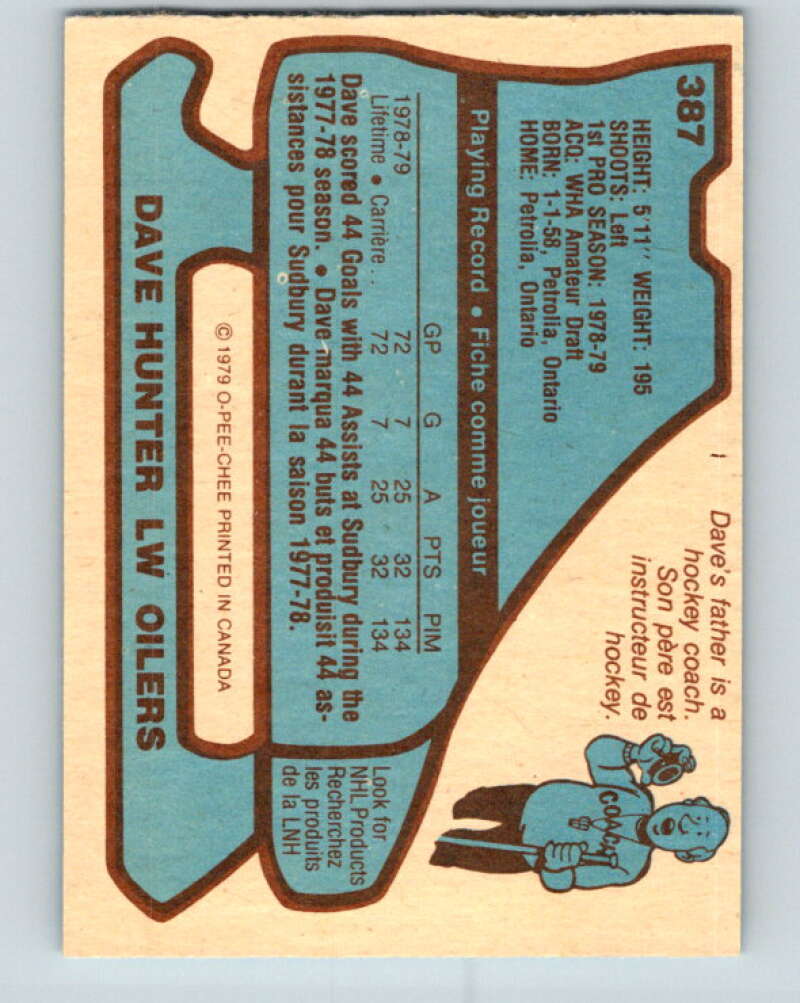 387
HEIGHT: 5'11" WEIGHT: 195
SHOOTS: Left
1st PRO SEASON: 1978-79
ACQ: WHA Amateur Draft
BORN: 1-1-58, Petrolia, Ontario
HOME: Petrolia, Ontario
Dave's father is a
hockey coach.
Son père est
instructeur de
hockey.
COACH
Playing Record • Fiche comme joueur
GP G A PTS PIM
1978-79 72 7 25 32 134
Lifetime • Carrière... 72 7 25 32 134
Dave scored 44 Goals with 44 Assists at Sudbury during the
1977-78 season. • Dave marqua 44 buts et produisit 44 as-
sistances pour Sudbury durant la saison 1977-78.
Look for
NHL Products
Recherchez
les produits
de la LNH
© 1979 O-PEE-CHEE PRINTED IN CANADA
DAVE HUNTER LW OILERS